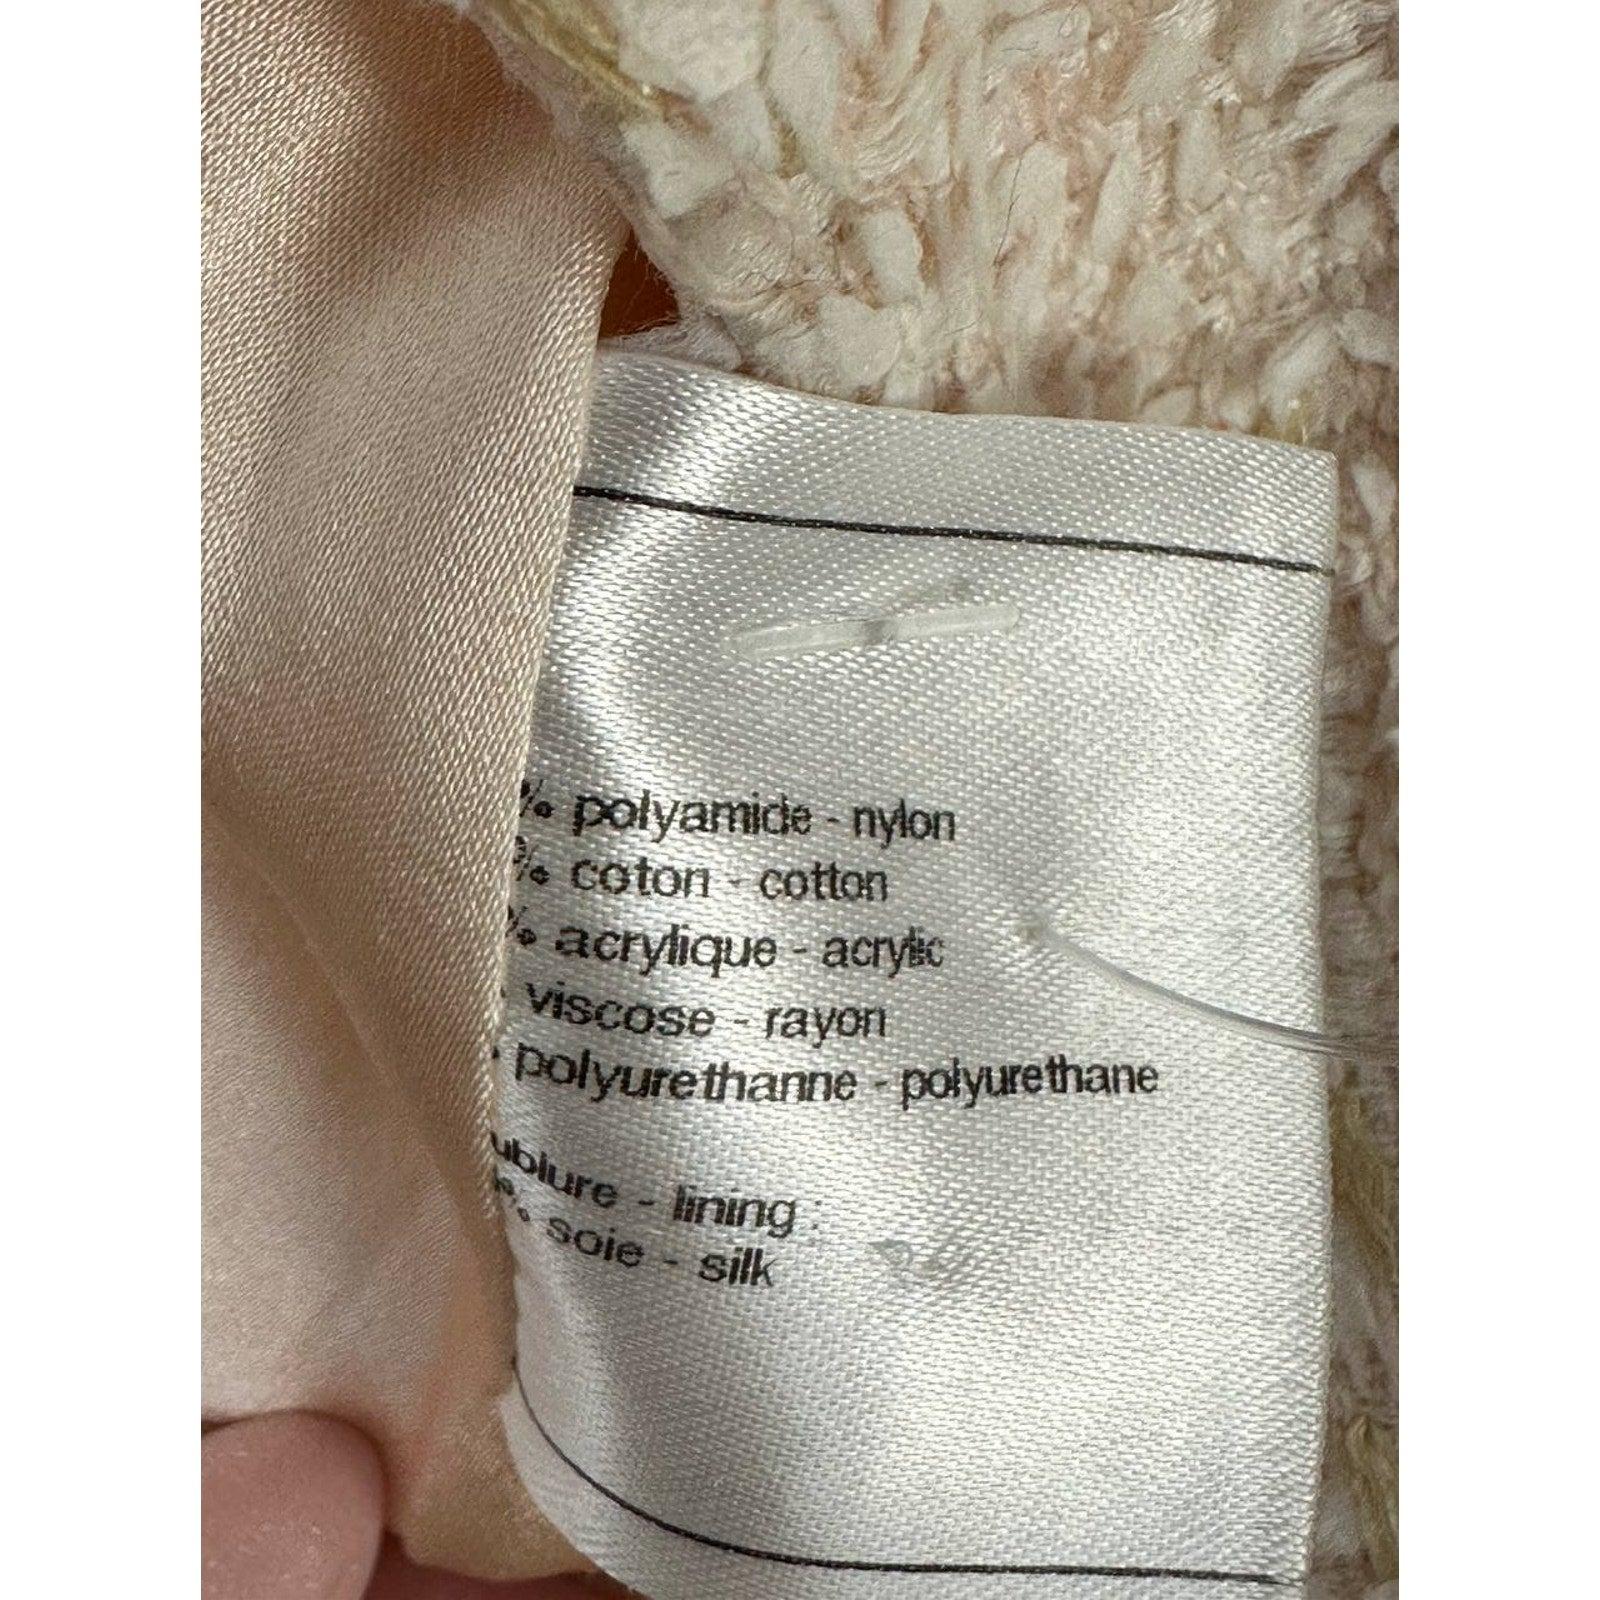 % polyamide - nylon
% coton - cotton
% acrylique - acrylic
viscose - rayon
polyurethanne - polyurethane
ublure - lining :
% soie - silk